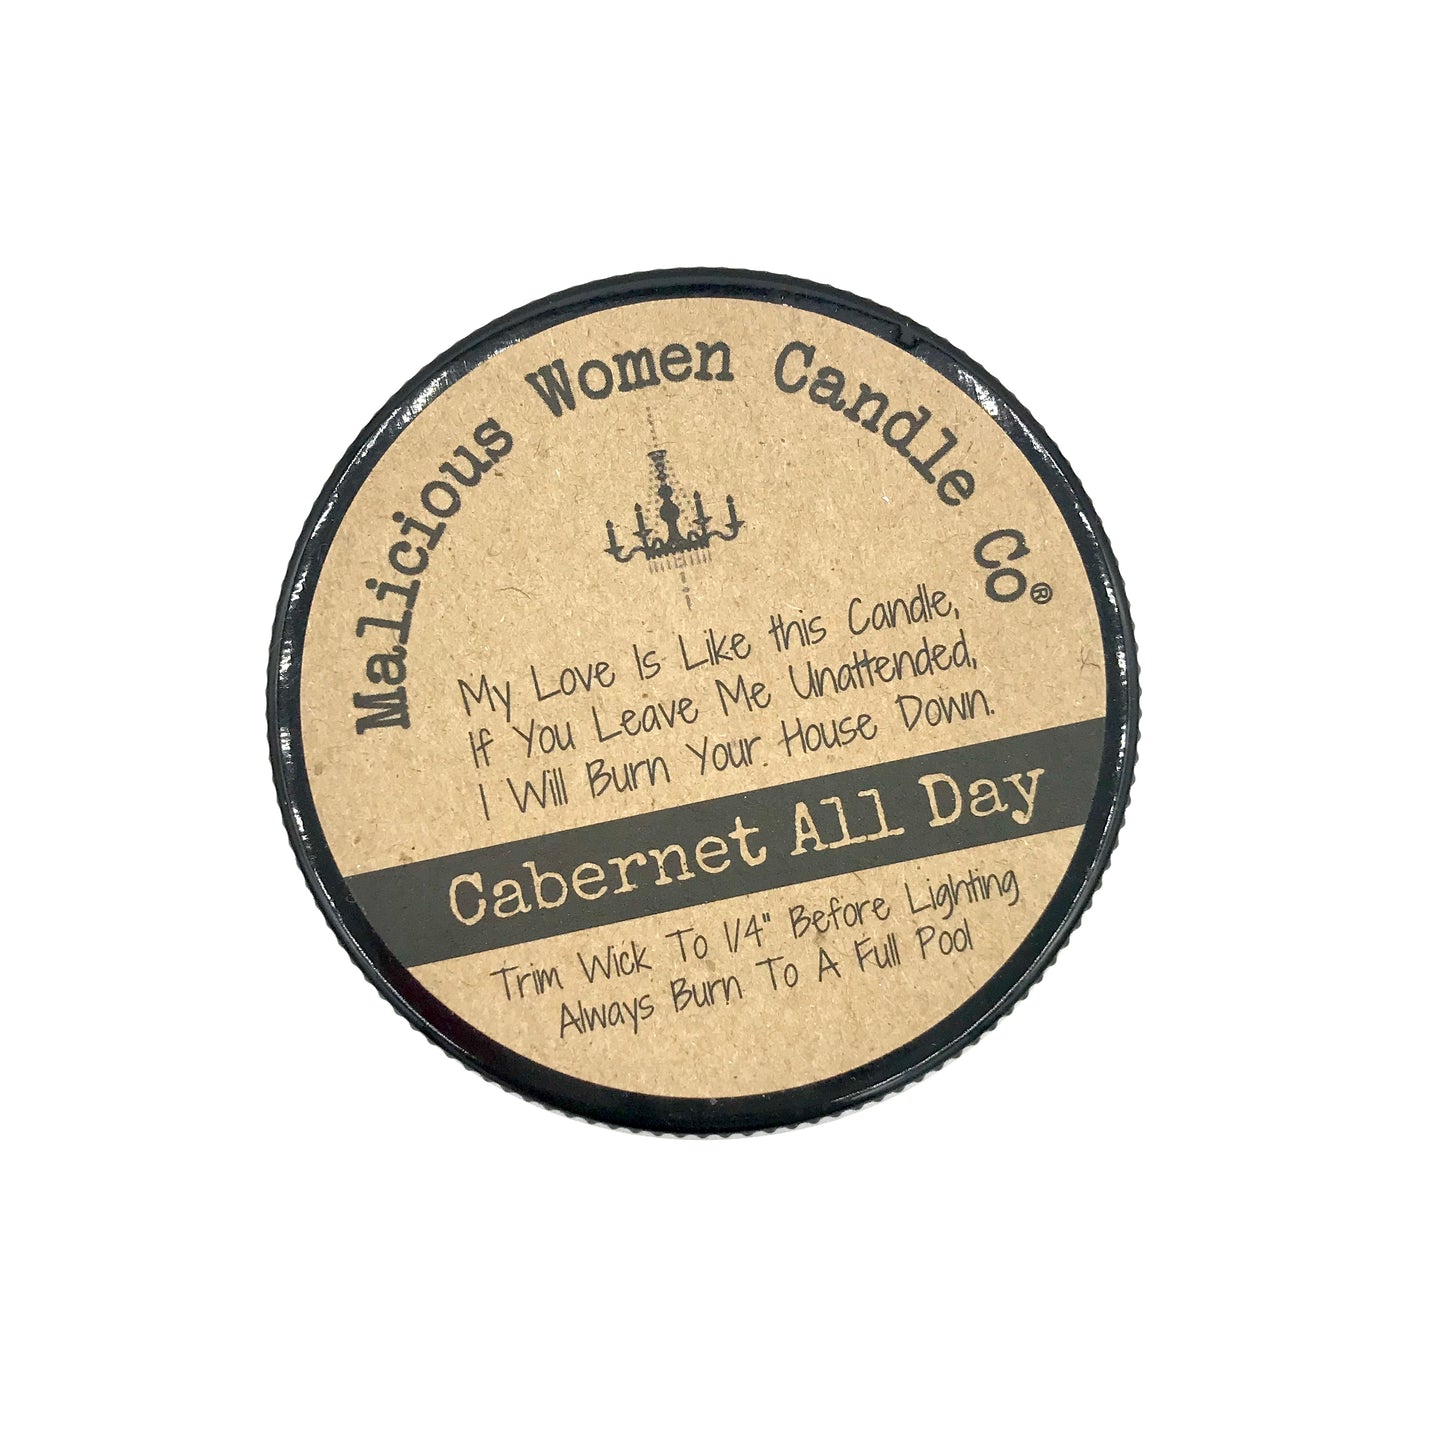 Malicious Women Candle Co®
My Love Is Like this Candle,
If You Leave Me Unattended,
I Will Burn Your House Down.
Cabernet All Day
Trim Wick To 1/4" Before Lighting
Always Burn To A Full Pool